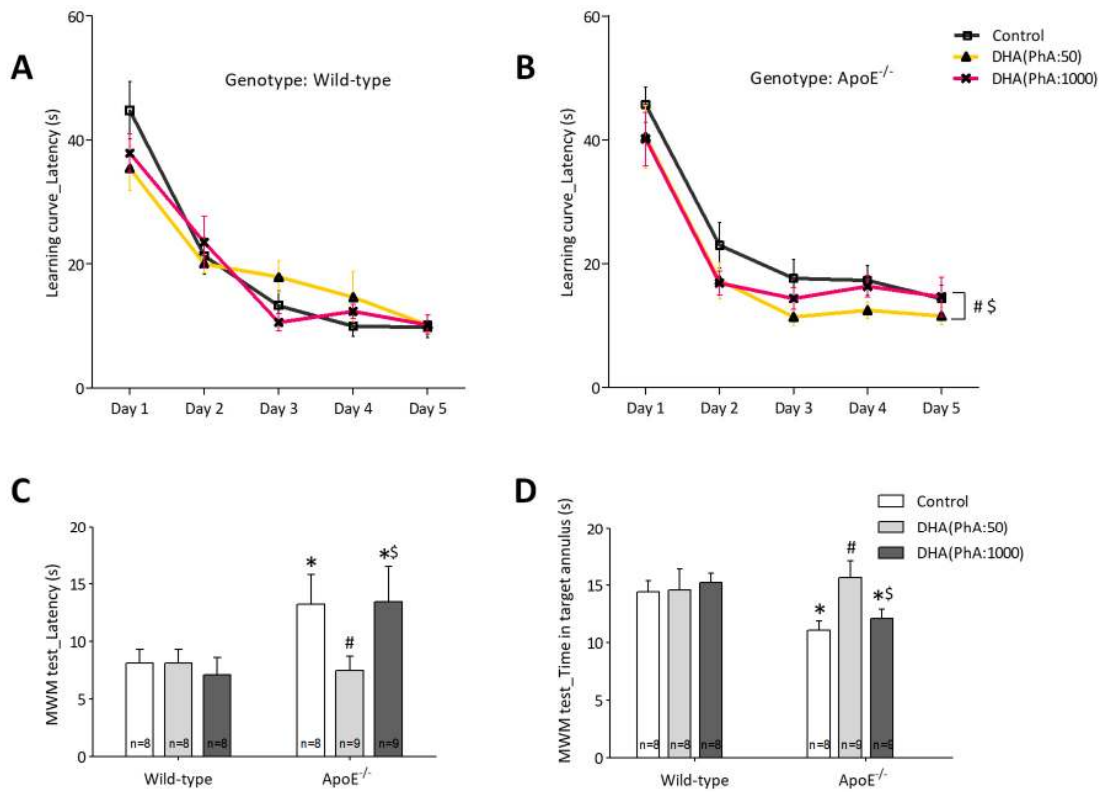 A
Genotype: Wild-type
Learning curve_Latency (s)
60
40
20
0
Day 1 Day 2 Day 3 Day 4 Day 5
B
Genotype: ApoE-/-
Control
DHA(PhA:50)
DHA(PhA:1000)
Learning curve_Latency (s)
60
40
20
0
# $
Day 1 Day 2 Day 3 Day 4 Day 5
C
MWM test_Latency (s)
20
15
10
5
0
* # *$
n=8 n=8 n=8 n=8 n=9 n=9
Wild-type ApoE-/-
D
Control
DHA(PhA:50)
DHA(PhA:1000)
MWM test_Time in target annulus (s)
20
15
10
5
0
* # *$
n=8 n=8 n=8 n=8 n=9 n=9
Wild-type ApoE-/-